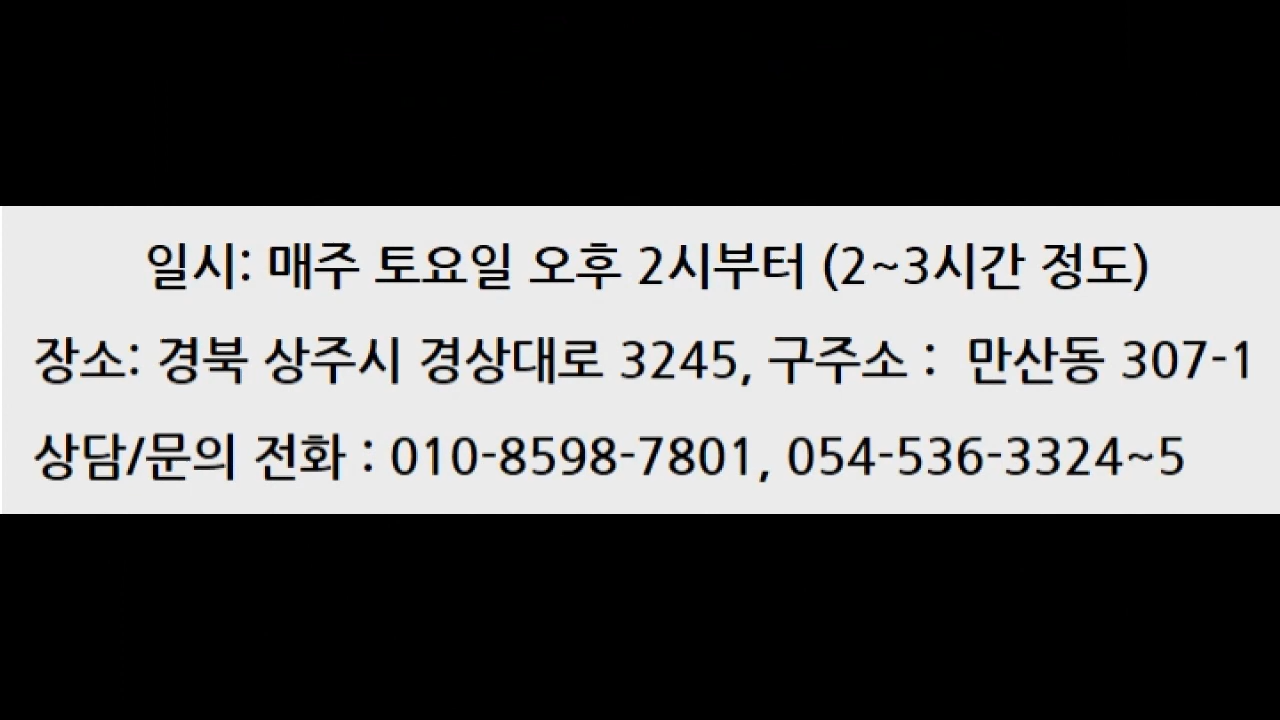 일시: 매주 토요일 오후 2시부터 (2~3시간 정도)
장소: 경북 상주시 경상대로 3245, 구주소 :  만산동 307-1
상담/문의 전화 : 010-8598-7801, 054-536-3324~5